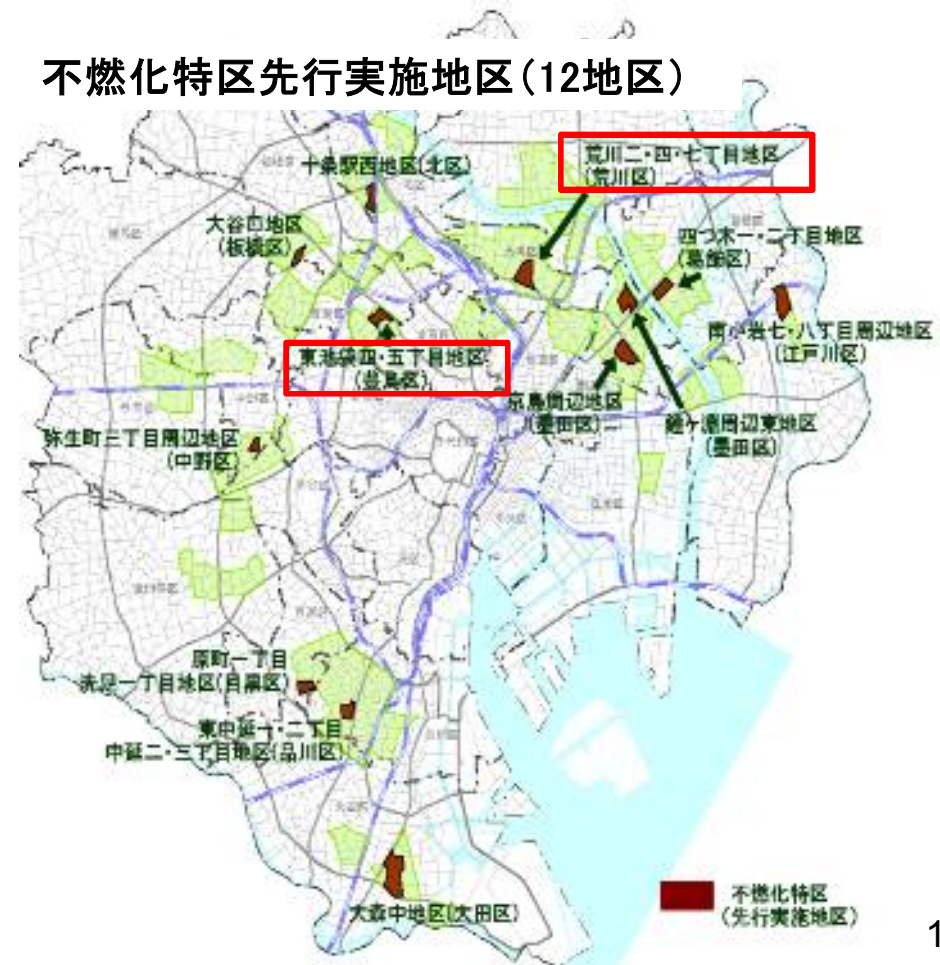 不燃化特区先行実施地区(12地区)
十条駅西地区(北区)
荒川二・四・七丁目地区
(荒川区)
大谷口地区
(板橋区)
四つ木一・二丁目地区
(葛飾区)
南小岩七・八丁目周辺地区
(江戸川区)
東池袋四・五丁目地区
(豊島区)
京島周辺地区
(墨田区)
鐘ヶ淵周辺東地区
(墨田区)
弥生町三丁目周辺地区
(中野区)
原町一丁目
洗足一丁目地区(目黒区)
東中延一・二丁目
中延二・三丁目地区(品川区)
大森中地区(大田区)
不燃化特区
(先行実施地区)
1